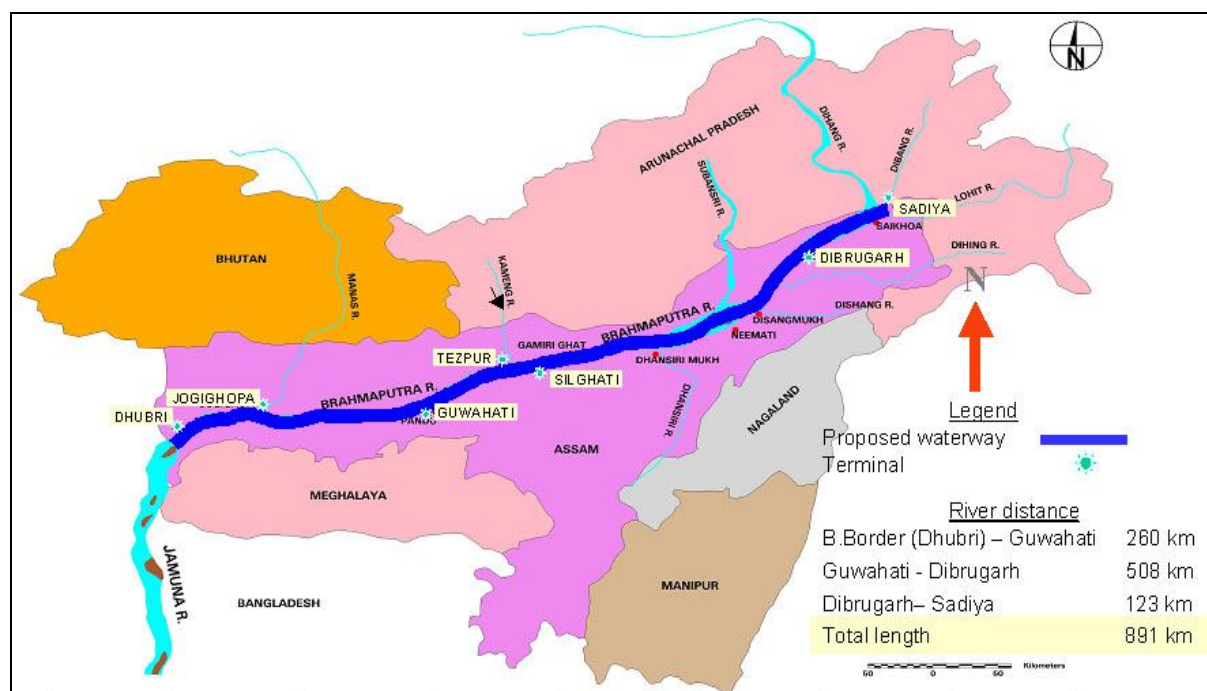 N
ARUNACHAL PRADESH
DIHANG R.
DIBANG R.
SUBANSRI R.
LOHIT R.
SADIYA
SAIKHOA
BHUTAN
MANAS R.
KAMENG R.
DIBRUGARH
DIHING R.
N
BRAHMAPUTRA R.
DISHANG R.
DISANGMUKH
NEEMATI
GAMIRI GHAT
TEZPUR
DHANSIRI MUKH
SILGHATI
JOGIGHOPA
BRAHMAPUTRA R.
DHUBRI
GUWAHATI
PANDU
DHANSIRI R.
NAGALAND
ASSAM
MEGHALAYA
MANIPUR
JAMUNA R.
BANGLADESH
Legend
Proposed waterway
Terminal
River distance
B.Border (Dhubri) – Guwahati 260 km
Guwahati - Dibrugarh 508 km
Dibrugarh– Sadiya 123 km
Total length 891 km
50 0 50 Kilometers